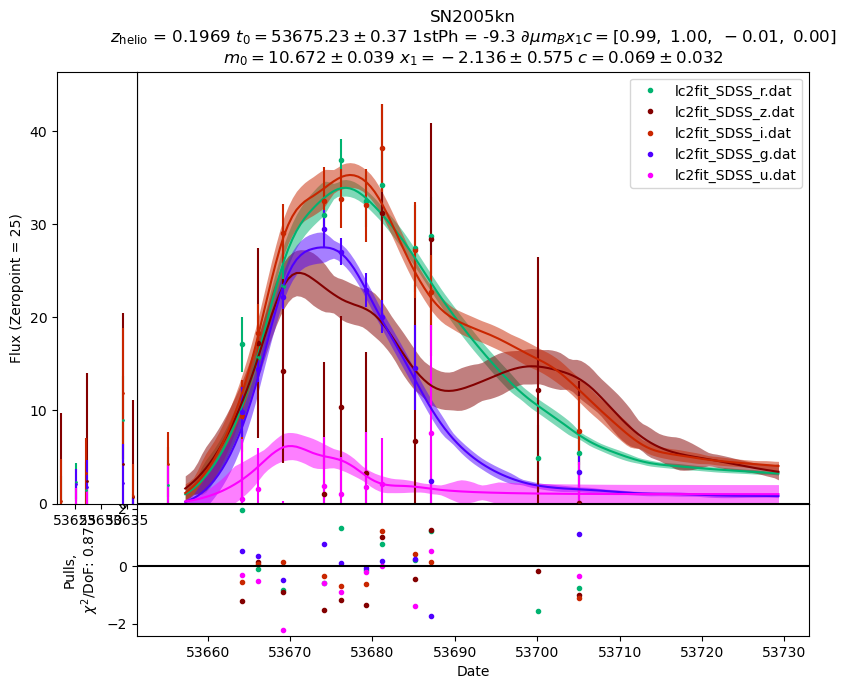 SN2005kn
z_helio = 0.1969 t_0 = 53675.23 ± 0.37 1stPh = -9.3 ∂μm_Bx_1c = [0.99, 1.00, −0.01, 0.00]
m_0 = 10.672 ± 0.039 x_1 = −2.136 ± 0.575 c = 0.069 ± 0.032
lc2fit_SDSS_r.dat
lc2fit_SDSS_z.dat
lc2fit_SDSS_i.dat
lc2fit_SDSS_g.dat
lc2fit_SDSS_u.dat
Flux (Zeropoint = 25)
40
30
20
10
0
53625
53635
2
0
−2
Pulls,
χ²/DoF: 0.87
53660 53670 53680 53690 53700 53710 53720 53730
Date